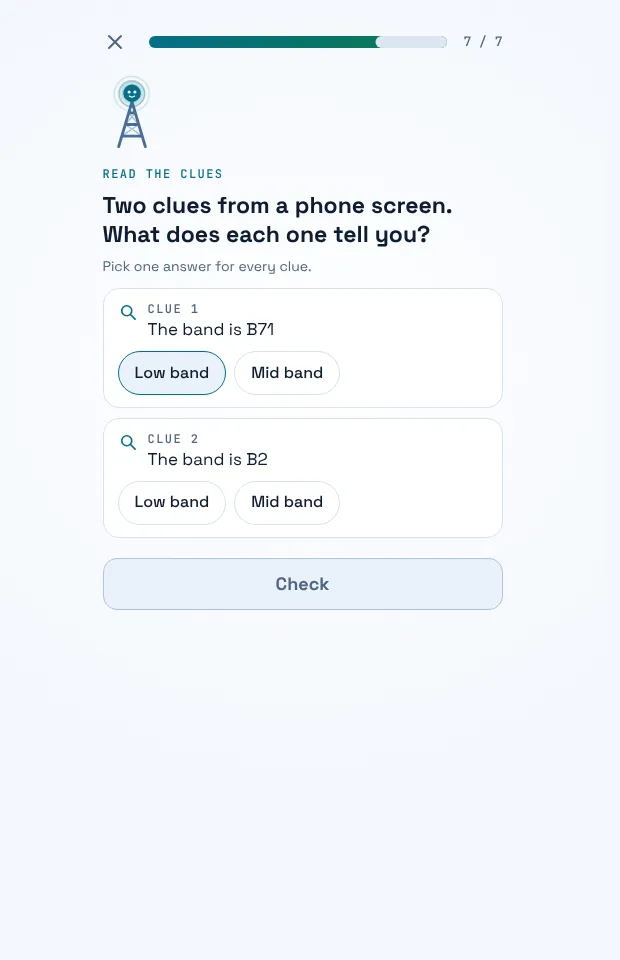 7 / 7
READ THE CLUES
Two clues from a phone screen.
What does each one tell you?
Pick one answer for every clue.
CLUE 1
The band is B71
Low band Mid band
CLUE 2
The band is B2
Low band Mid band
Check